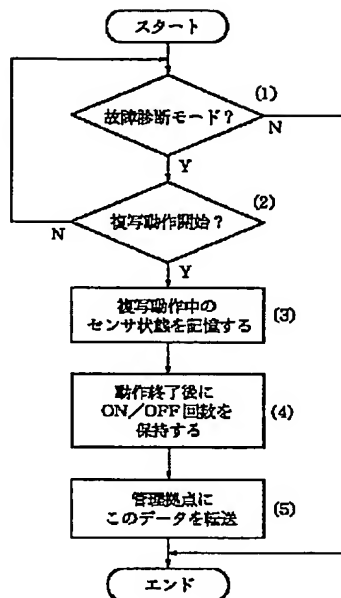 スタート
(1)
故障診断モード？
N
Y
(2)
複写動作開始？
N
Y
複写動作中の
センサ状態を記憶する
(3)
動作終了後に
ON／OFF回数を
保持する
(4)
管理拠点に
このデータを転送
(5)
エンド